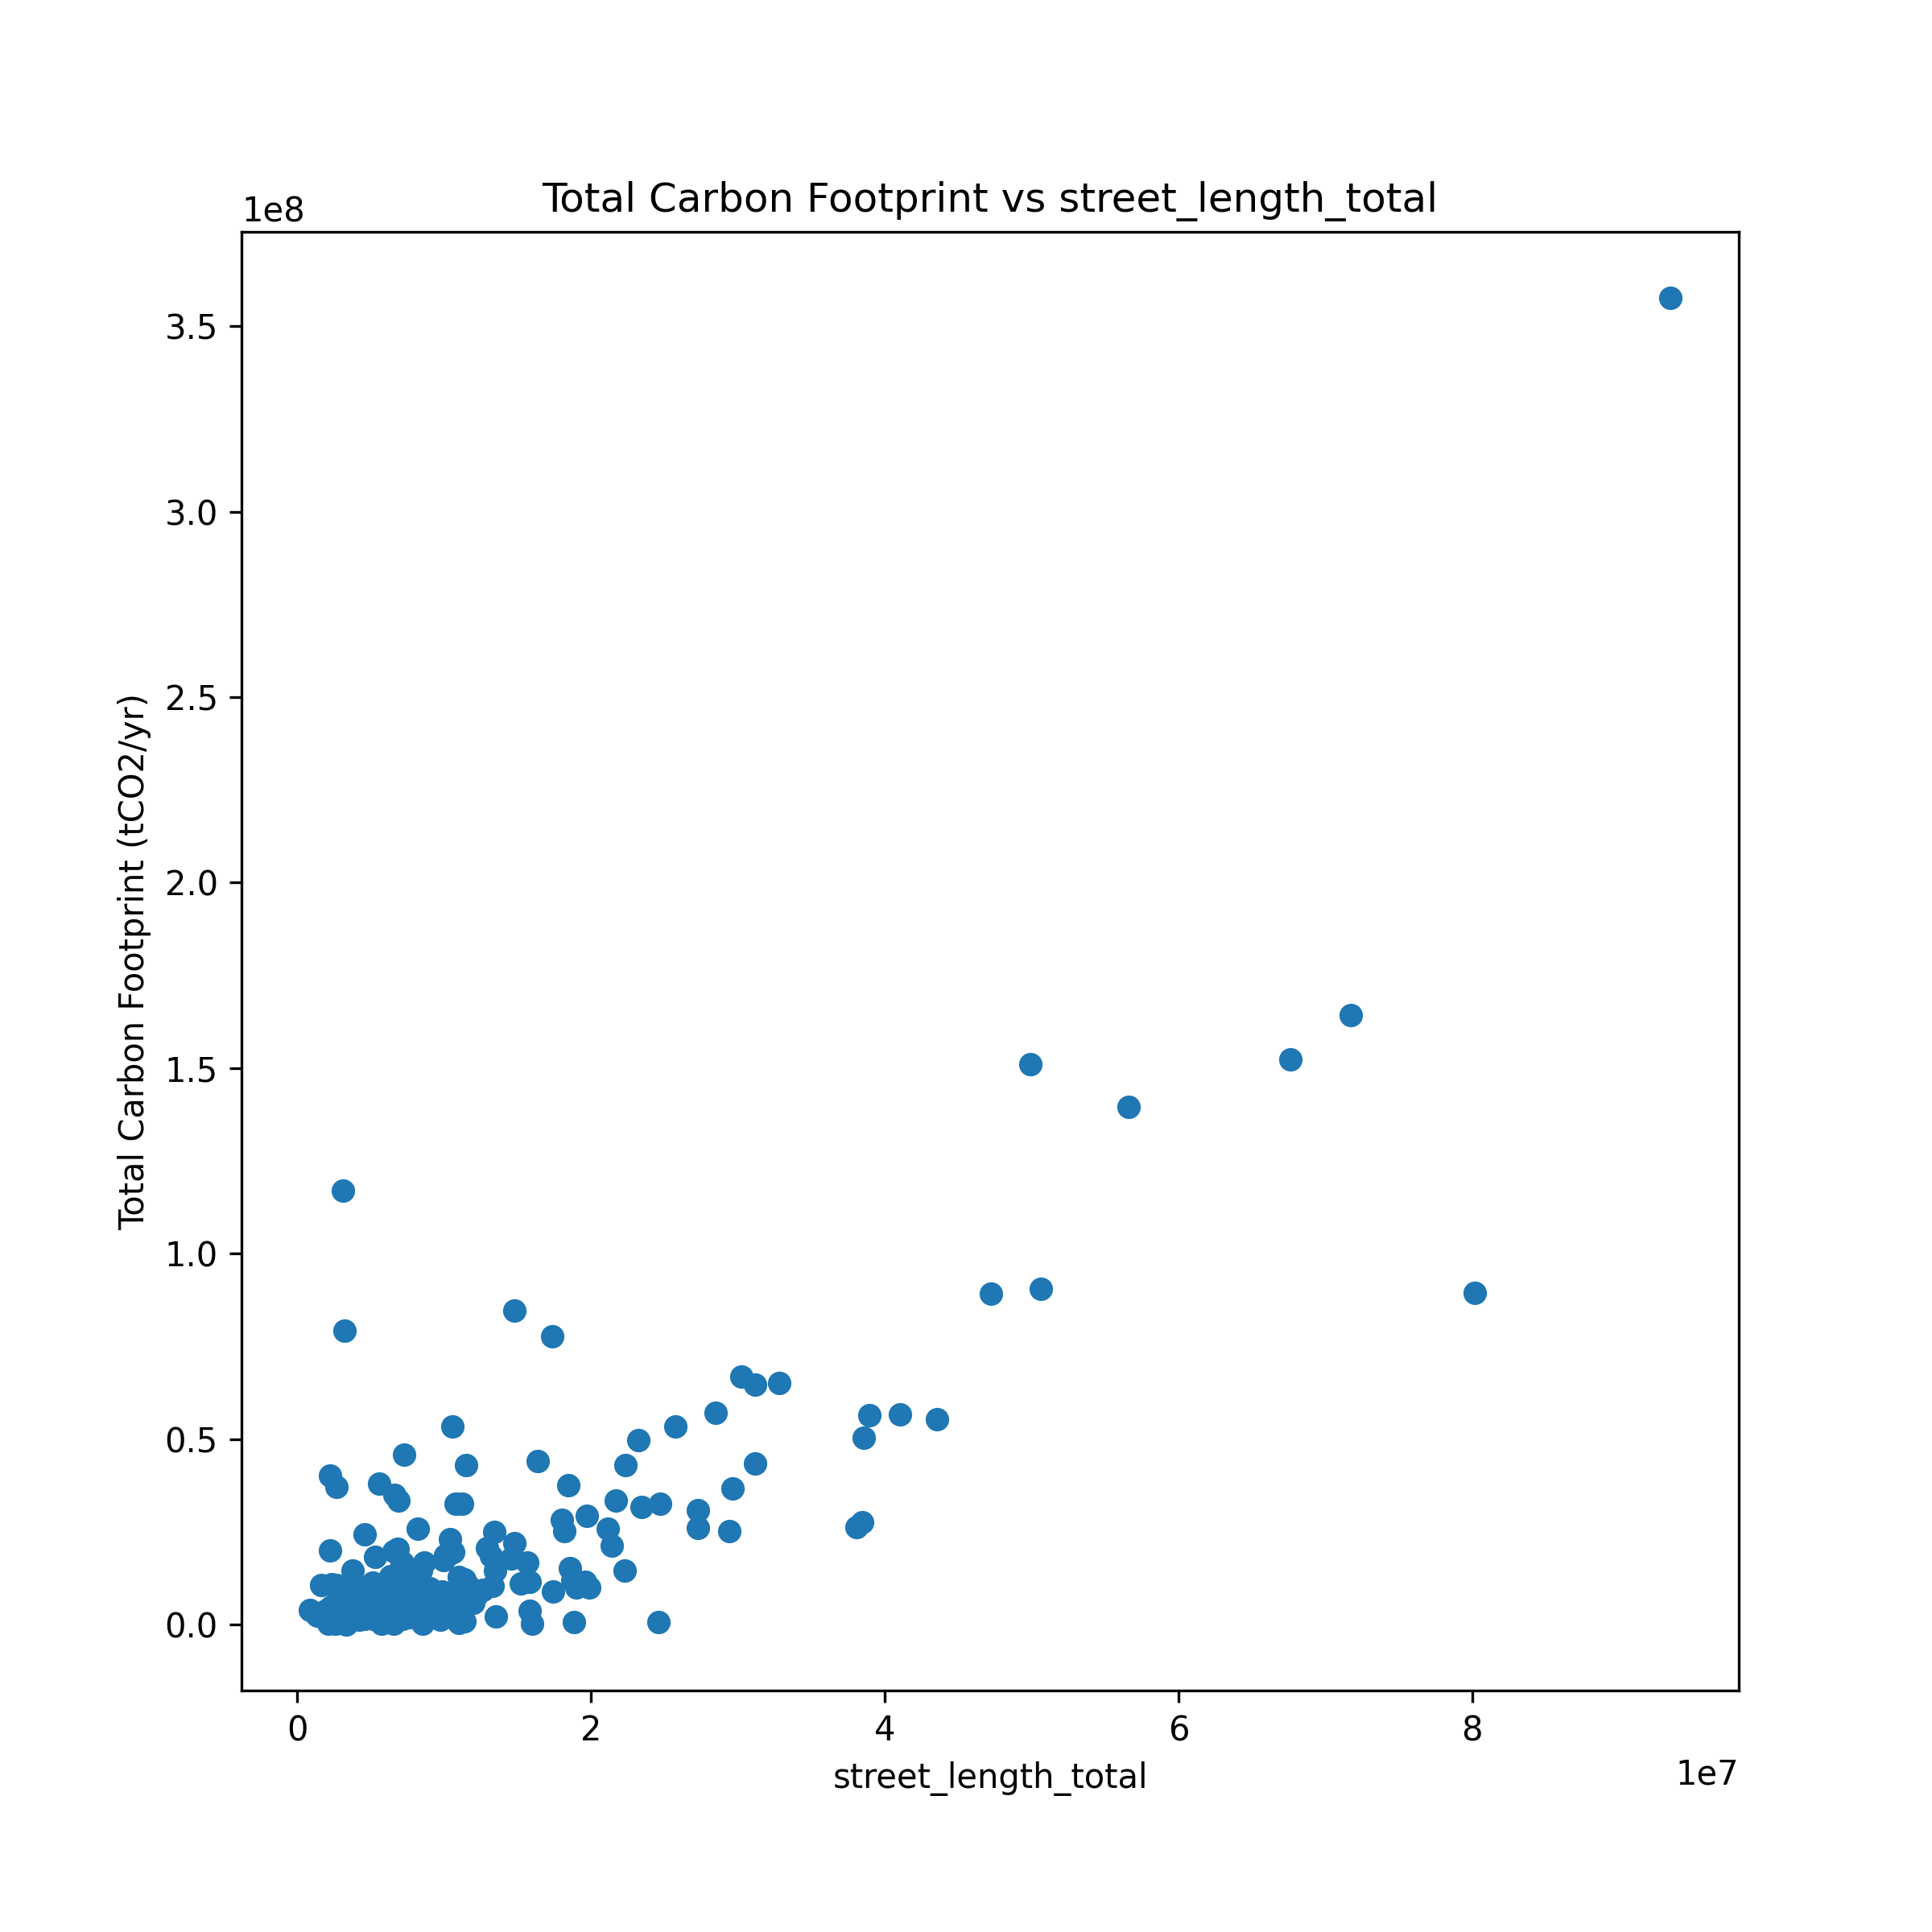 Total Carbon Footprint vs street_length_total
1e8
3.5
3.0
2.5
2.0
1.5
1.0
0.5
0.0
Total Carbon Footprint (tCO2/yr)
0 2 4 6 8
street_length_total
1e7